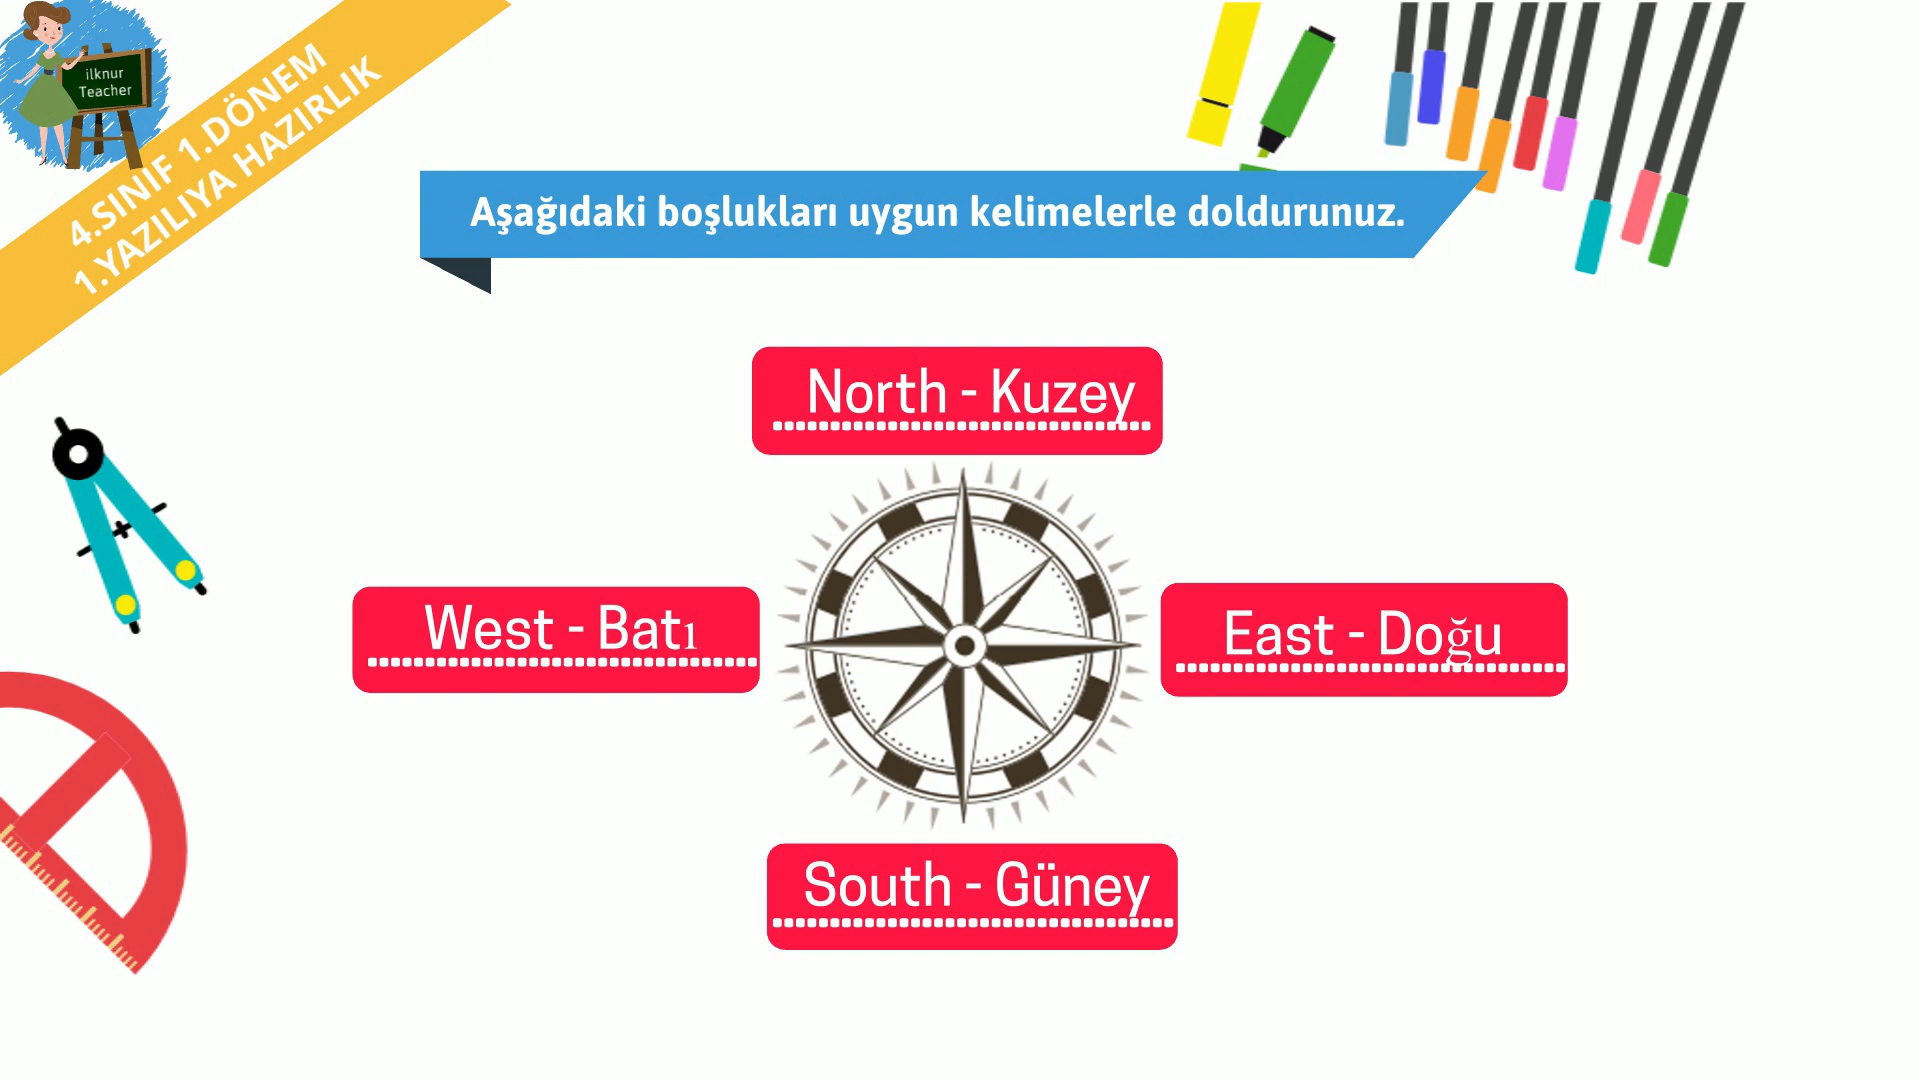 ilknur
Teacher
4.SINIF 1.DÖNEM
1.YAZILIYA HAZIRLIK
Aşağıdaki boşlukları uygun kelimelerle doldurunuz.
North - Kuzey
West - Batı
East - Doğu
South - Güney